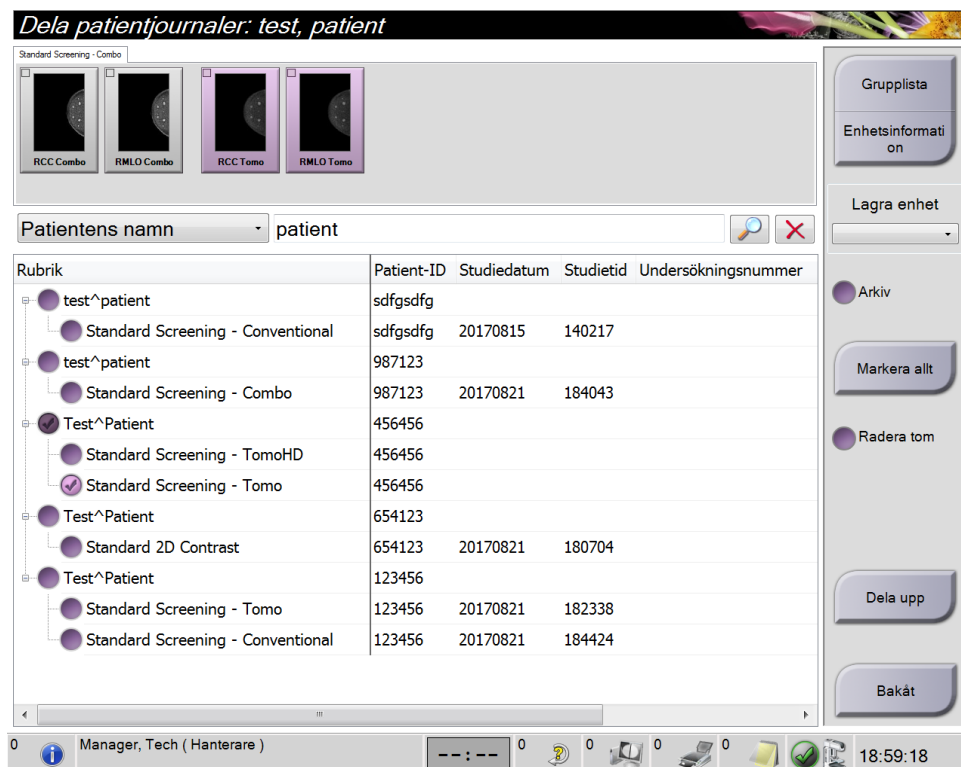 Dela patientjournaler: test, patient
Standard Screening - Combo
RCC Combo RMLO Combo RCC Tomo RMLO Tomo
Grupplista
Enhetsinformati
on
Lagra enhet
Patientens namn patient
Rubrik Patient-ID Studiedatum Studietid Undersökningsnummer
test^patient sdfgsdfg
Standard Screening - Conventional sdfgsdfg 20170815 140217
test^patient 987123
Standard Screening - Combo 987123 20170821 184043
Test^Patient 456456
Standard Screening - TomoHD 456456
Standard Screening - Tomo 456456
Test^Patient 654123
Standard 2D Contrast 654123 20170821 180704
Test^Patient 123456
Standard Screening - Tomo 123456 20170821 182338
Standard Screening - Conventional 123456 20170821 184424
Arkiv
Markera allt
Radera tom
Dela upp
Bakåt
0 Manager, Tech ( Hanterare ) --:-- 0 0 0 0 18:59:18